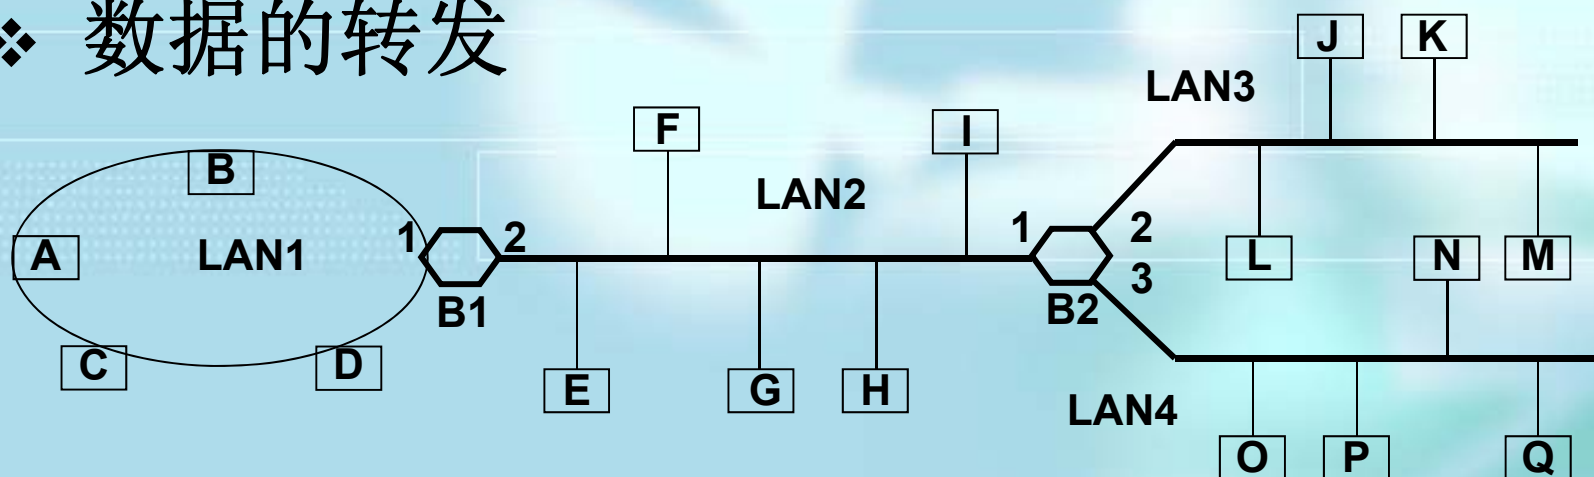 数据的转发
J K
LAN3
F I
B
LAN2
1 2 1 2
A LAN1 L N M
3
B1 B2
C D
E G H
LAN4
O P Q